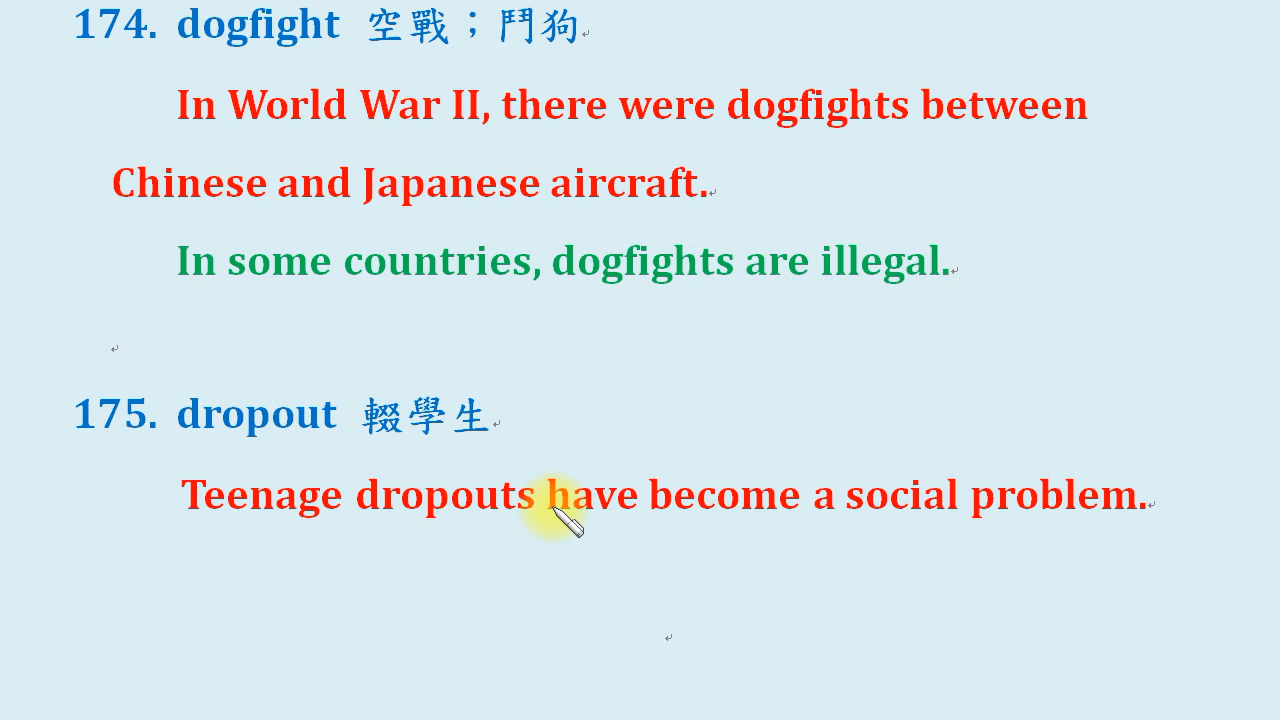 174. dogfight 空戰；鬥狗
In World War II, there were dogfights between
Chinese and Japanese aircraft.
In some countries, dogfights are illegal.
175. dropout 輟學生
Teenage dropouts have become a social problem.